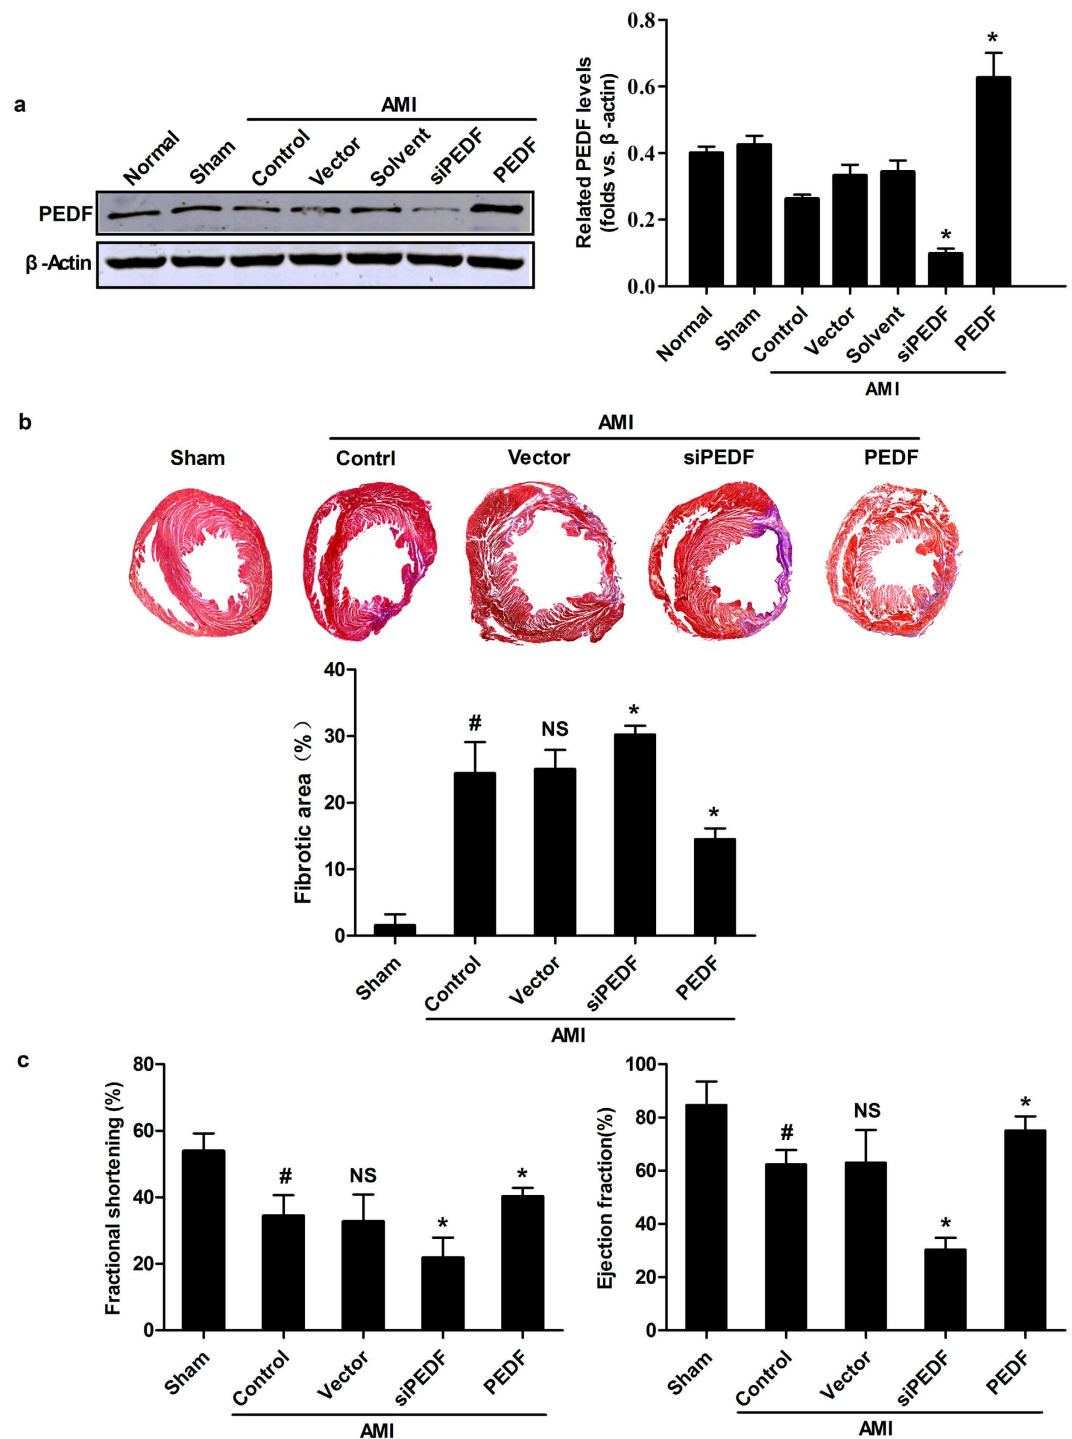 a
AMI
Normal
Sham
Control
Vector
Solvent
siPEDF
PEDF
PEDF
β -Actin
Related PEDF levels
(folds vs. β -actin)
0.8
0.6
0.4
0.2
0.0
*
*
Normal
Sham
Control
Vector
Solvent
siPEDF
PEDF
AMI
b
AMI
Sham
Contrl
Vector
siPEDF
PEDF
Fibrotic area (%)
40
30
20
10
0
#
NS
*
*
Sham
Control
Vector
siPEDF
PEDF
AMI
c
Fractional shortening (%)
80
60
40
20
0
#
NS
*
*
Sham
Control
Vector
siPEDF
PEDF
AMI
Ejection fraction(%)
100
80
60
40
20
0
#
NS
*
*
Sham
Control
Vector
siPEDF
PEDF
AMI